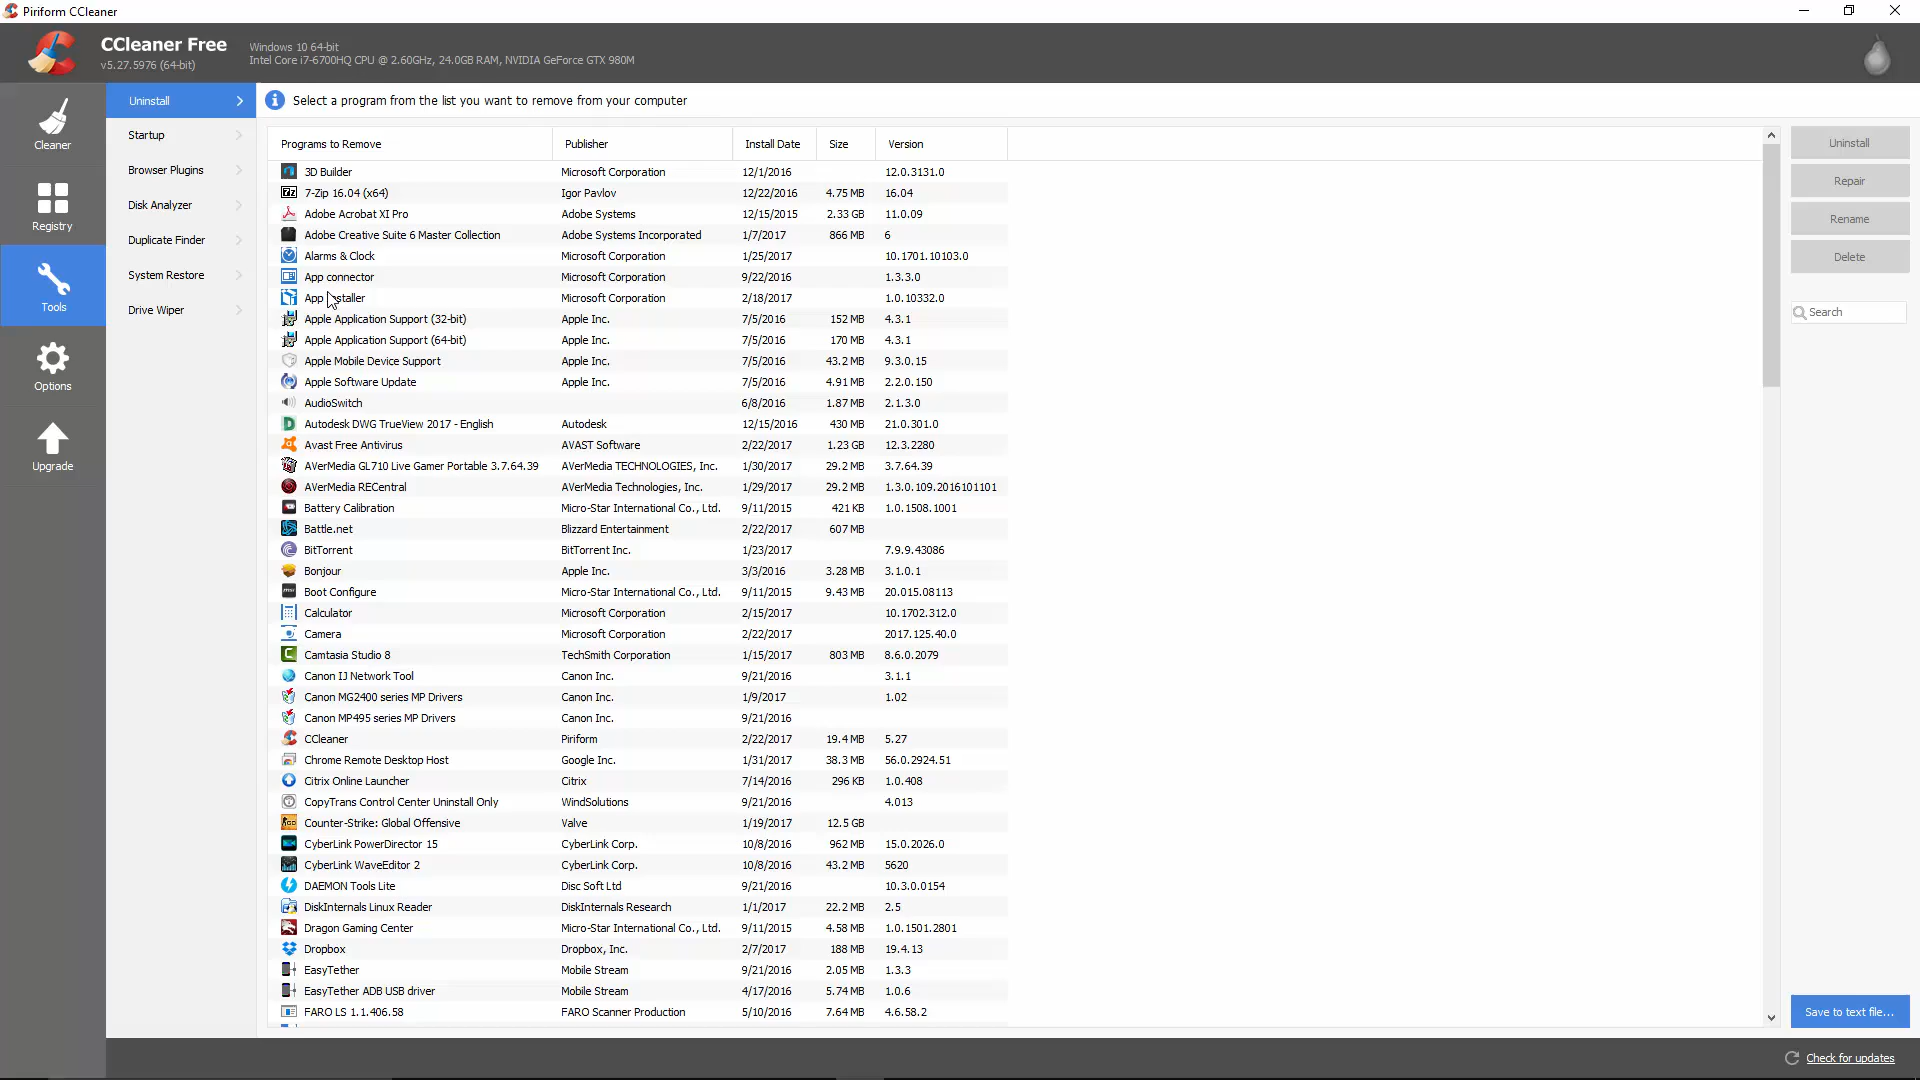 Piriform CCleaner
CCleaner Free
v5.27.5976 (64-bit)
Windows 10 64-bit
Intel Core i7-6700HQ CPU @ 2.60GHz, 24.0GB RAM, NVIDIA GeForce GTX 980M
Cleaner
Registry
Tools
Options
Upgrade
Uninstall
Startup
Browser Plugins
Disk Analyzer
Duplicate Finder
System Restore
Drive Wiper
Select a program from the list you want to remove from your computer
Programs to Remove Publisher Install Date Size Version
3D Builder Microsoft Corporation 12/1/2016 12.0.3131.0
7-Zip 16.04 (x64) Igor Pavlov 12/22/2016 4.75 MB 16.04
Adobe Acrobat XI Pro Adobe Systems 12/15/2015 2.33 GB 11.0.09
Adobe Creative Suite 6 Master Collection Adobe Systems Incorporated 1/7/2017 866 MB 6
Alarms & Clock Microsoft Corporation 1/25/2017 10.1701.10103.0
App connector Microsoft Corporation 9/22/2016 1.3.3.0
App Microsoft Corporation 2/18/2017 1.0.10332.0
Apple Application Support (32-bit) Apple Inc. 7/5/2016 152 MB 4.3.1
Apple Application Support (64-bit) Apple Inc. 7/5/2016 170 MB 4.3.1
Apple Mobile Device Support Apple Inc. 7/5/2016 43.2 MB 9.3.0.15
Apple Software Update Apple Inc. 7/5/2016 4.91 MB 2.2.0.150
AudioSwitch 6/8/2016 1.87 MB 2.1.3.0
Autodesk DWG TrueView 2017 - English Autodesk 12/15/2016 430 MB 21.0.301.0
Avast Free Antivirus AVAST Software 2/22/2017 1.23 GB 12.3.2280
AVerMedia GL710 Live Gamer Portable 3.7.64.39 AVerMedia TECHNOLOGIES, Inc. 1/30/2017 29.2 MB 3.7.64.39
AVerMedia RECentral AVerMedia Technologies, Inc. 1/29/2017 29.2 MB 1.3.0.109.2016101101
Battery Calibration Micro-Star International Co., Ltd. 9/11/2015 421 KB 1.0.1508.1001
Battle.net Blizzard Entertainment 2/22/2017 607 MB
BitTorrent BitTorrent Inc. 1/23/2017 7.9.9.43086
Bonjour Apple Inc. 3/3/2016 3.28 MB 3.1.0.1
Boot Configure Micro-Star International Co., Ltd. 9/11/2015 9.43 MB 20.015.08113
Calculator Microsoft Corporation 2/15/2017 10.1702.312.0
Camera Microsoft Corporation 2/22/2017 2017.125.40.0
Camtasia Studio 8 TechSmith Corporation 1/15/2017 803 MB 8.6.0.2079
Canon IJ Network Tool Canon Inc. 9/21/2016 3.1.1
Canon MG2400 series MP Drivers Canon Inc. 1/9/2017 1.02
Canon MP495 series MP Drivers Canon Inc. 9/21/2016
CCleaner Piriform 2/22/2017 19.4 MB 5.27
Chrome Remote Desktop Host Google Inc. 1/31/2017 38.3 MB 56.0.2924.51
Citrix Online Launcher Citrix 7/14/2016 296 KB 1.0.408
CopyTrans Control Center Uninstall Only WindSolutions 9/21/2016 4.013
Counter-Strike: Global Offensive Valve 1/19/2017 12.5 GB
CyberLink PowerDirector 15 CyberLink Corp. 10/8/2016 962 MB 15.0.2026.0
CyberLink WaveEditor 2 CyberLink Corp. 10/8/2016 43.2 MB 5620
DAEMON Tools Lite Disc Soft Ltd 9/21/2016 10.3.0.0154
DiskInternals Linux Reader DiskInternals Research 1/1/2017 22.2 MB 2.5
Dragon Gaming Center Micro-Star International Co., Ltd. 9/11/2015 4.58 MB 1.0.1501.2801
Dropbox Dropbox, Inc. 2/7/2017 188 MB 19.4.13
EasyTether Mobile Stream 9/21/2016 2.05 MB 1.3.3
EasyTether ADB USB driver Mobile Stream 4/17/2016 5.74 MB 1.0.6
FARO LS 1.1.406.58 FARO Scanner Production 5/10/2016 7.64 MB 4.6.58.2
Uninstall
Repair
Rename
Delete
Search
Save to text file...
Check for updates